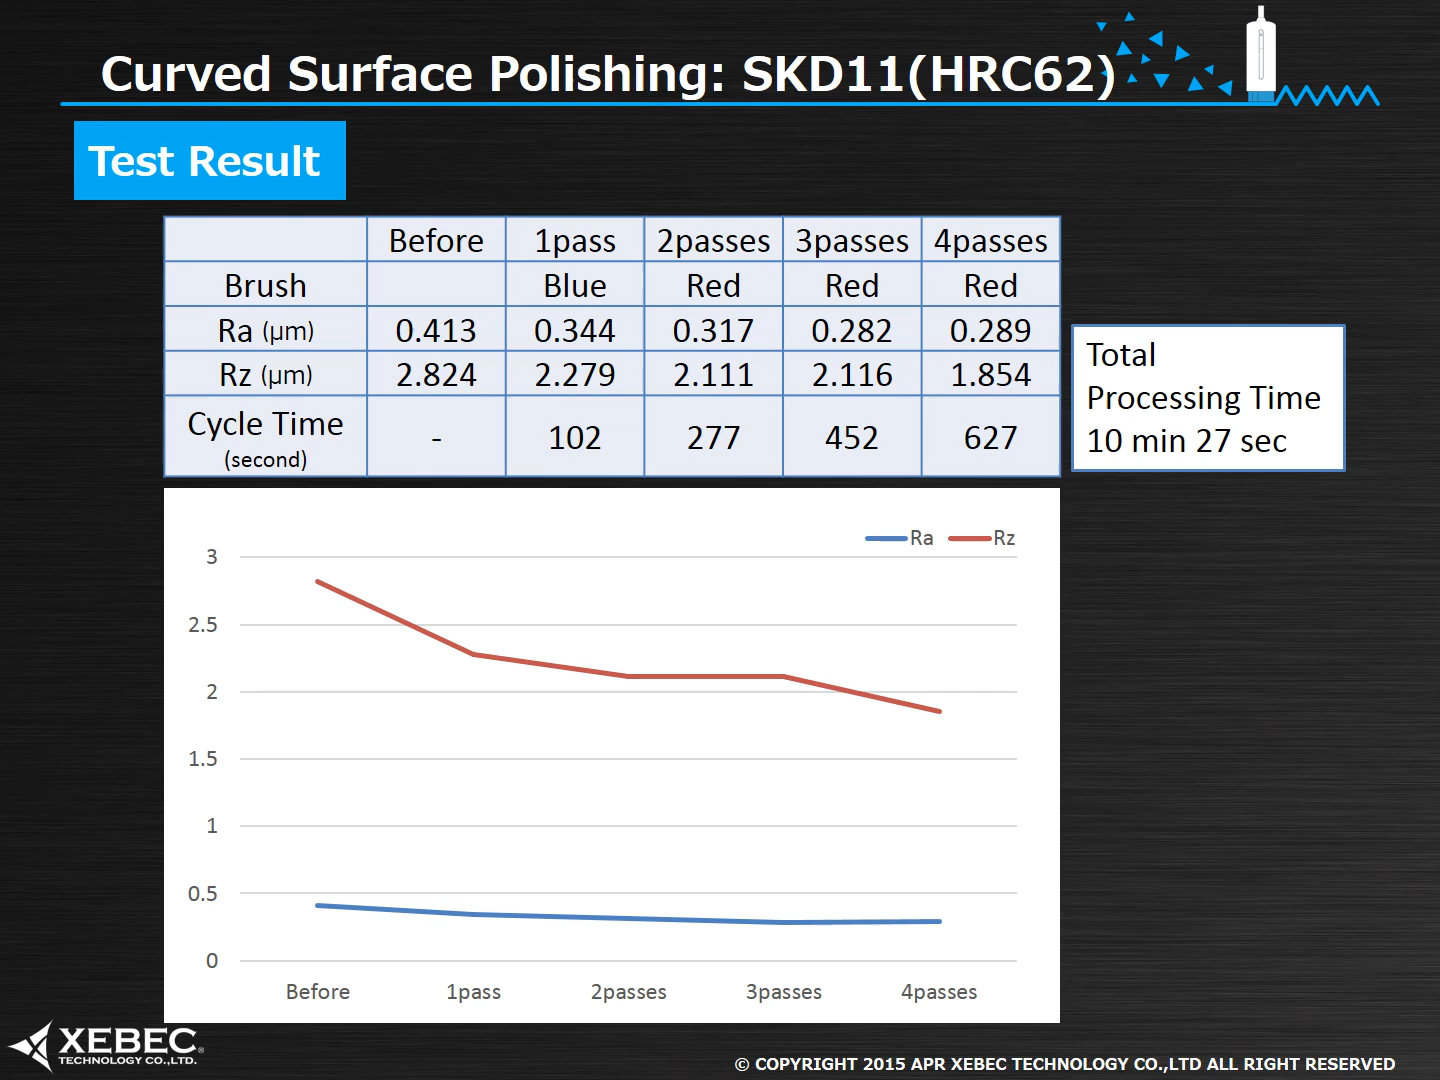 Curved Surface Polishing: SKD11(HRC62)
Test Result
Before 1pass 2passes 3passes 4passes
Brush Blue Red Red Red
Ra (μm) 0.413 0.344 0.317 0.282 0.289
Rz (μm) 2.824 2.279 2.111 2.116 1.854
Cycle Time (second) - 102 277 452 627
Total
Processing Time
10 min 27 sec
Ra Rz
3
2.5
2
1.5
1
0.5
0
Before 1pass 2passes 3passes 4passes
XEBEC®
TECHNOLOGY CO.,LTD.
© COPYRIGHT 2015 APR XEBEC TECHNOLOGY CO.,LTD ALL RIGHT RESERVED